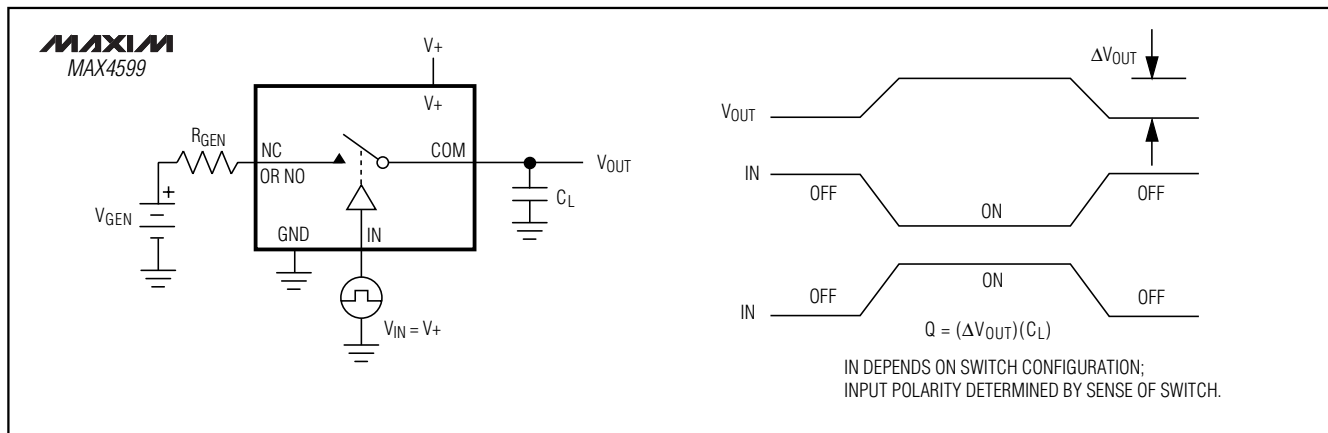 MAXIM
MAX4599
V+
V+
RGEN
NC
OR NO
COM
VOUT
CL
VGEN
+
GND
IN
VIN = V+
ΔVOUT
VOUT
IN
OFF
ON
OFF
IN
OFF
ON
OFF
Q = (ΔVOUT)(CL)
IN DEPENDS ON SWITCH CONFIGURATION;
INPUT POLARITY DETERMINED BY SENSE OF SWITCH.